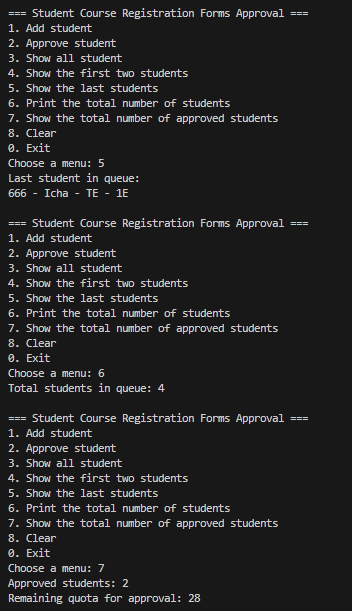 === Student Course Registration Forms Approval ===
1. Add student
2. Approve student
3. Show all student
4. Show the first two students
5. Show the last students
6. Print the total number of students
7. Show the total number of approved students
8. Clear
0. Exit
Choose a menu: 5
Last student in queue:
666 - Icha - TE - 1E
=== Student Course Registration Forms Approval ===
1. Add student
2. Approve student
3. Show all student
4. Show the first two students
5. Show the last students
6. Print the total number of students
7. Show the total number of approved students
8. Clear
0. Exit
Choose a menu: 6
Total students in queue: 4
=== Student Course Registration Forms Approval ===
1. Add student
2. Approve student
3. Show all student
4. Show the first two students
5. Show the last students
6. Print the total number of students
7. Show the total number of approved students
8. Clear
0. Exit
Choose a menu: 7
Approved students: 2
Remaining quota for approval: 28